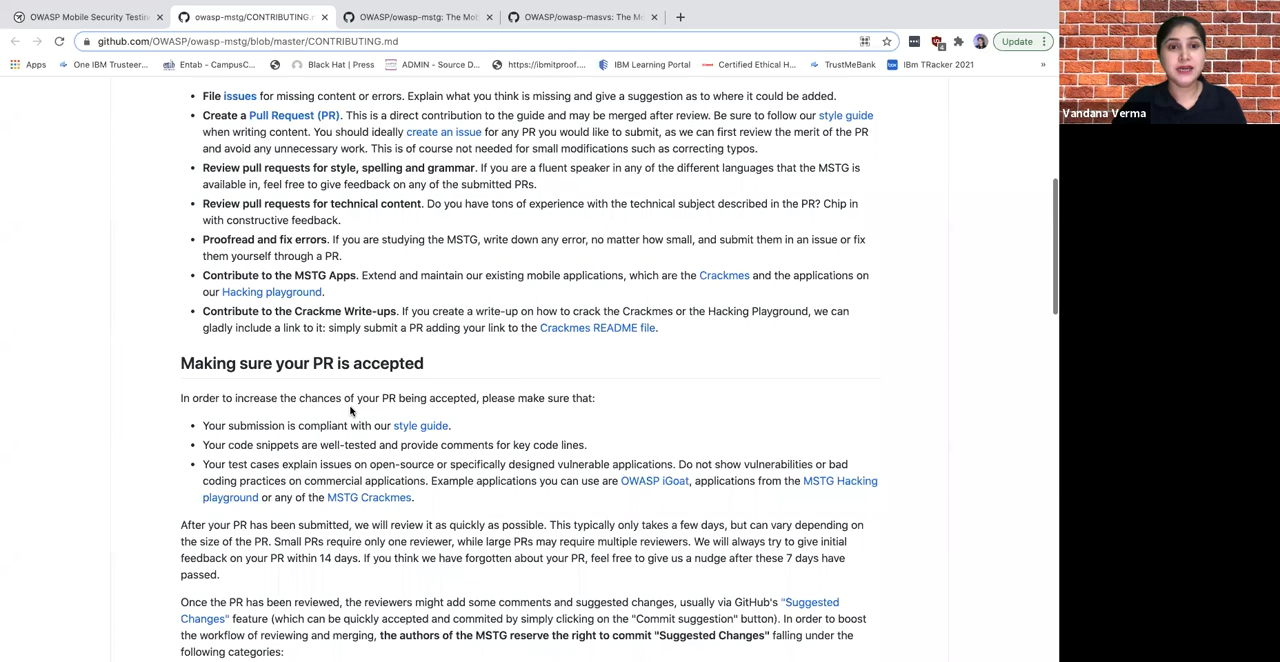 OWASP Mobile Security Testin
owasp-mstg/CONTRIBUTING.
OWASP/owasp-mstg: The Mob
OWASP/owasp-masvs: The M
github.com/OWASP/owasp-mstg/blob/master/CONTRIBUTING.md
Update
Apps
One IBM Trusteer...
Entab - CampusC...
Black Hat | Press
ADMIN - Source D...
https://ibmitproof....
IBM Learning Portal
Certified Ethical H...
TrustMeBank
IBm TRacker 2021
»
Vandana Verma
• File issues for missing content or errors. Explain what you think is missing and give a suggestion as to where it could be added.
• Create a Pull Request (PR). This is a direct contribution to the guide and may be merged after review. Be sure to follow our style guide
when writing content. You should ideally create an issue for any PR you would like to submit, as we can first review the merit of the PR
and avoid any unnecessary work. This is of course not needed for small modifications such as correcting typos.
• Review pull requests for style, spelling and grammar. If you are a fluent speaker in any of the different languages that the MSTG is
available in, feel free to give feedback on any of the submitted PRs.
• Review pull requests for technical content. Do you have tons of experience with the technical subject described in the PR? Chip in
with constructive feedback.
• Proofread and fix errors. If you are studying the MSTG, write down any error, no matter how small, and submit them in an issue or fix
them yourself through a PR.
• Contribute to the MSTG Apps. Extend and maintain our existing mobile applications, which are the Crackmes and the applications on
our Hacking playground.
• Contribute to the Crackme Write-ups. If you create a write-up on how to crack the Crackmes or the Hacking Playground, we can
gladly include a link to it: simply submit a PR adding your link to the Crackmes README file.
Making sure your PR is accepted
In order to increase the chances of your PR being accepted, please make sure that:
• Your submission is compliant with our style guide.
• Your code snippets are well-tested and provide comments for key code lines.
• Your test cases explain issues on open-source or specifically designed vulnerable applications. Do not show vulnerabilities or bad
coding practices on commercial applications. Example applications you can use are OWASP iGoat, applications from the MSTG Hacking
playground or any of the MSTG Crackmes.
After your PR has been submitted, we will review it as quickly as possible. This typically only takes a few days, but can vary depending on
the size of the PR. Small PRs require only one reviewer, while large PRs may require multiple reviewers. We will always try to give initial
feedback on your PR within 14 days. If you think we have forgotten about your PR, feel free to give us a nudge after these 7 days have
passed.
Once the PR has been reviewed, the reviewers might add some comments and suggested changes, usually via GitHub's "Suggested
Changes" feature (which can be quickly accepted and commited by simply clicking on the "Commit suggestion" button). In order to boost
the workflow of reviewing and merging, the authors of the MSTG reserve the right to commit "Suggested Changes" falling under the
following categories: